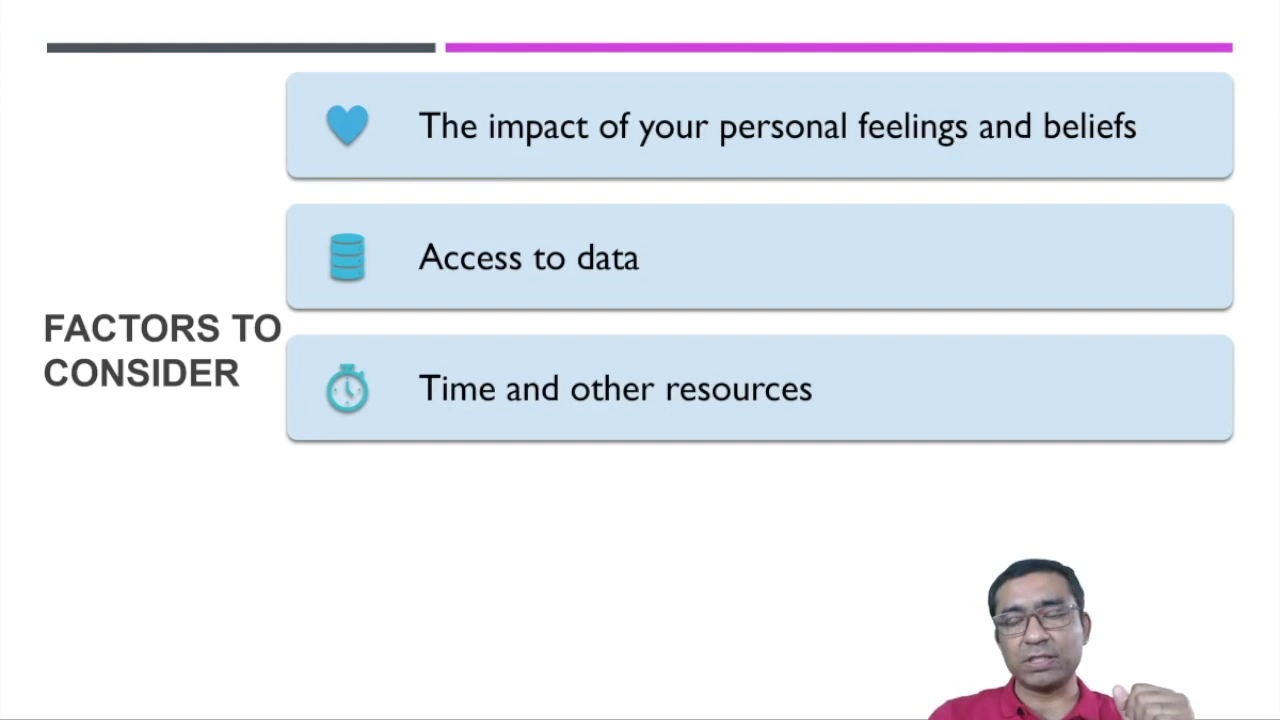 The impact of your personal feelings and beliefs
Access to data
FACTORS TO
CONSIDER
Time and other resources